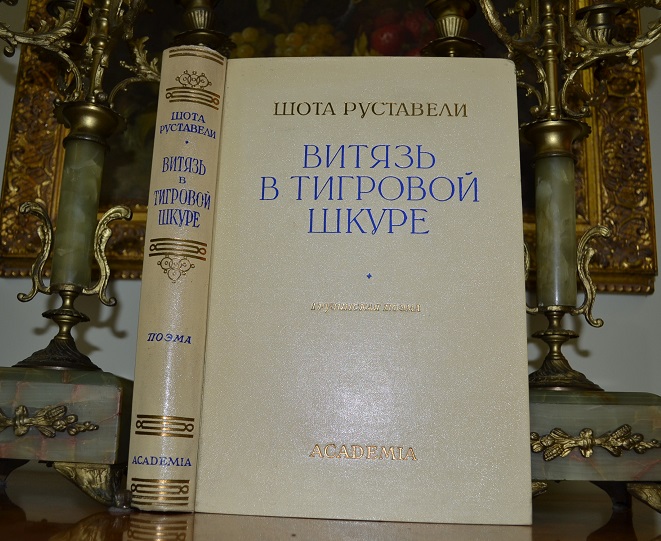 ШОТА
РУСТАВЕЛИ
ВИТЯЗЬ
В
ТИГРОВОЙ
ШКУРЕ
ПОЭМА
ACADEMIA
ШОТА РУСТАВЕЛИ
ВИТЯЗЬ
В ТИГРОВОЙ
ШКУРЕ
ACADEMIA